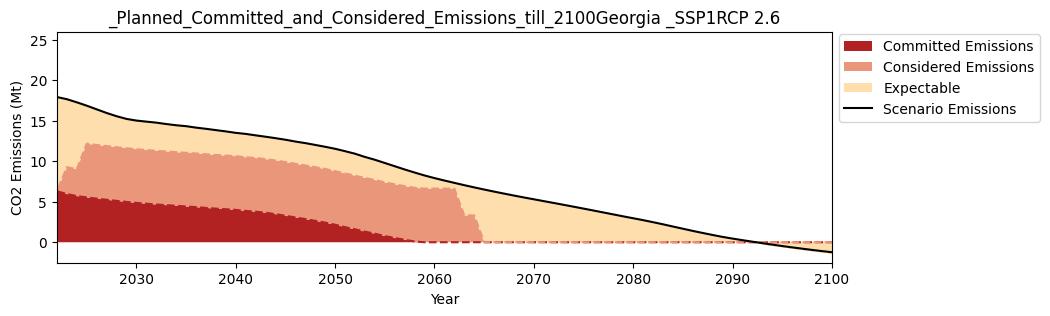 _Planned_Committed_and_Considered_Emissions_till_2100Georgia _SSP1RCP 2.6
25
20
15
10
5
0
CO2 Emissions (Mt)
2030 2040 2050 2060 2070 2080 2090 2100
Year
Committed Emissions
Considered Emissions
Expectable
Scenario Emissions